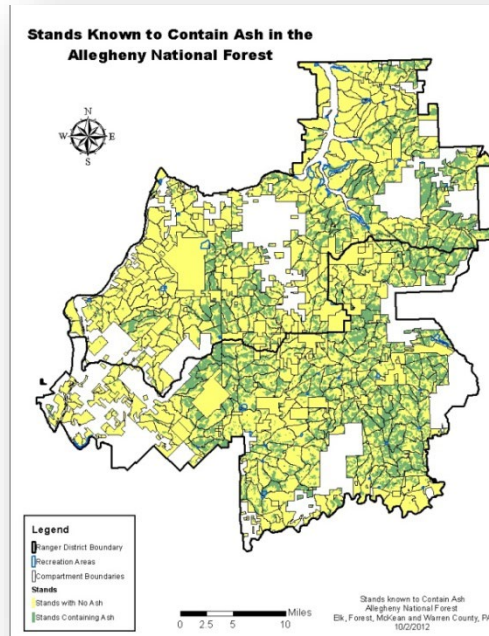 Stands Known to Contain Ash in the
Allegheny National Forest
N
W E
S
Legend
Ranger District Boundary
Recreation Areas
Compartment Boundaries
Stands
Stands with No Ash
Stands Containing Ash
0 2.5 5 10 Miles
Stands known to Contain Ash
Allegheny National Forest
Elk, Forest, McKean and Warren County, PA
10/2/2012